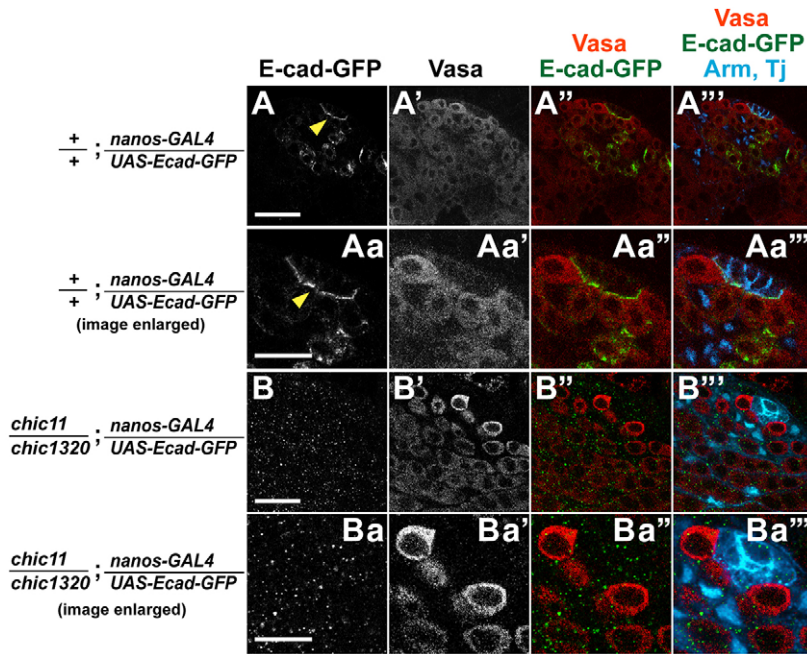 Vasa
Vasa E-cad-GFP
E-cad-GFP Vasa E-cad-GFP Arm, Tj
A A' A'' A'''
+ nanos-GAL4
;
+ UAS-Ecad-GFP
Aa Aa' Aa'' Aa'''
+ nanos-GAL4
;
+ UAS-Ecad-GFP
(image enlarged)
B B' B'' B'''
chic11 nanos-GAL4
;
chic1320 UAS-Ecad-GFP
Ba Ba' Ba'' Ba'''
chic11 nanos-GAL4
;
chic1320 UAS-Ecad-GFP
(image enlarged)